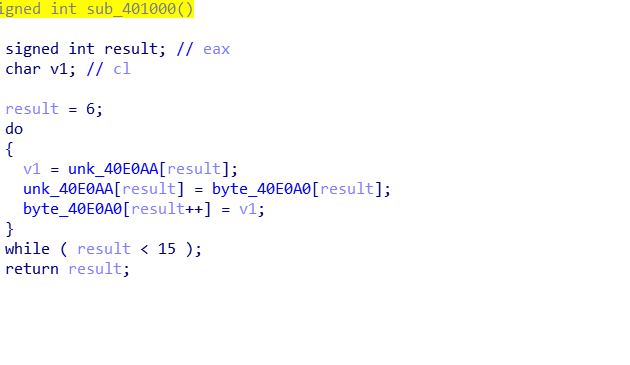 igned int sub_401000()
signed int result; // eax
char v1; // cl
result = 6;
do
{
v1 = unk_40E0AA[result];
unk_40E0AA[result] = byte_40E0A0[result];
byte_40E0A0[result++] = v1;
}
while ( result < 15 );
return result;